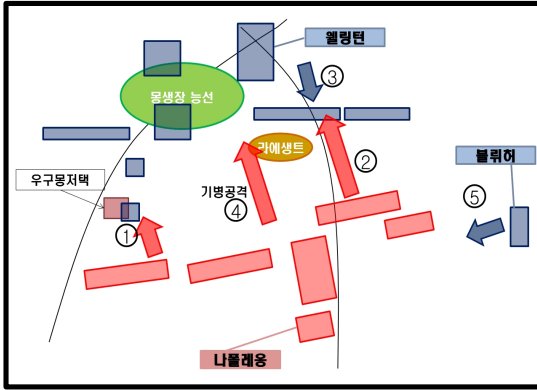 웰링턴
③
몽생장 능선
라에생트
②
블뤼허
우구몽저택
기병공격
④
⑤
①
나폴레옹